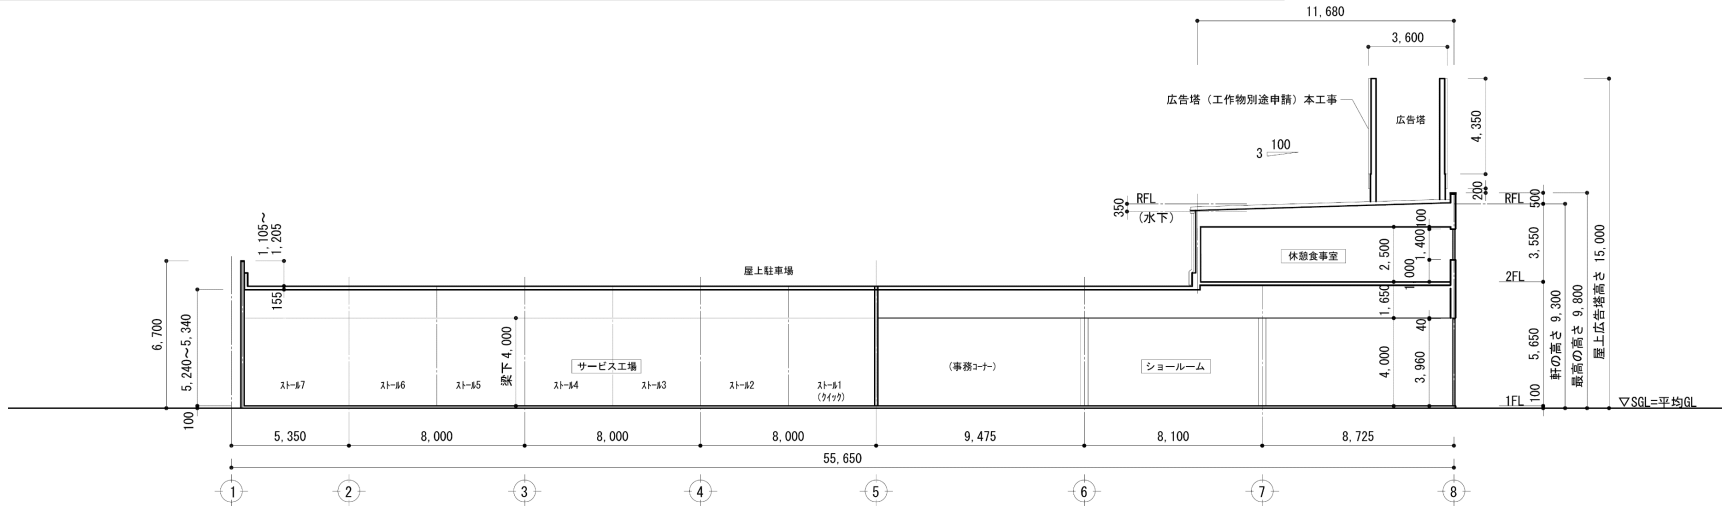 11,680
3,600
広告塔（工作物別途申請）本工事
広告塔
4,350
3
100
200
RFL
(水下)
350
RFL
500
1,105～
1,205
屋上駐車場
休憩食事室
2,500
100
1,400
1,000
3,550
2FL
155
6,700
5,240～5,340
100
梁下 4,000
サービス工場
ｽﾄｰﾙ7
ｽﾄｰﾙ6
ｽﾄｰﾙ5
ｽﾄｰﾙ4
ｽﾄｰﾙ3
ｽﾄｰﾙ2
ｽﾄｰﾙ1
(ｸｲｯｸ)
(事務ｺｰﾅｰ)
ショールーム
1,650
4,000
40
3,960
5,650
100
1FL
軒の高さ 9,300
最高の高さ 9,800
屋上広告塔高さ 15,000
▽SGL=平均GL
5,350
8,000
8,000
8,000
9,475
8,100
8,725
55,650
1
2
3
4
5
6
7
8